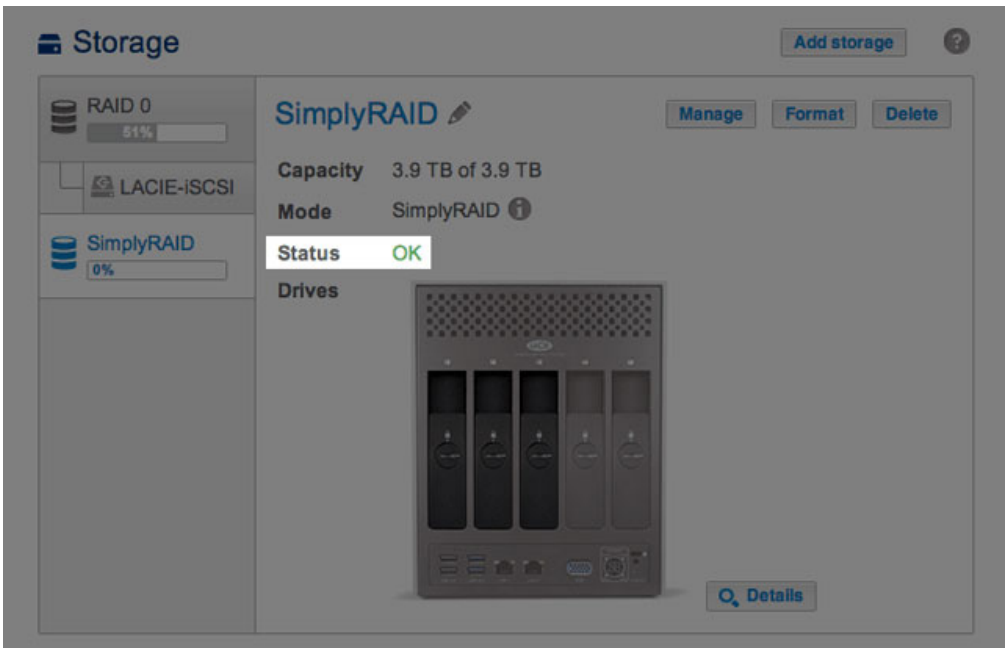 Storage
Add storage
?
RAID 0
51%
LACIE-iSCSI
SimplyRAID
0%
SimplyRAID
Manage
Format
Delete
Capacity 3.9 TB of 3.9 TB
Mode SimplyRAID
Status OK
Drives
Details